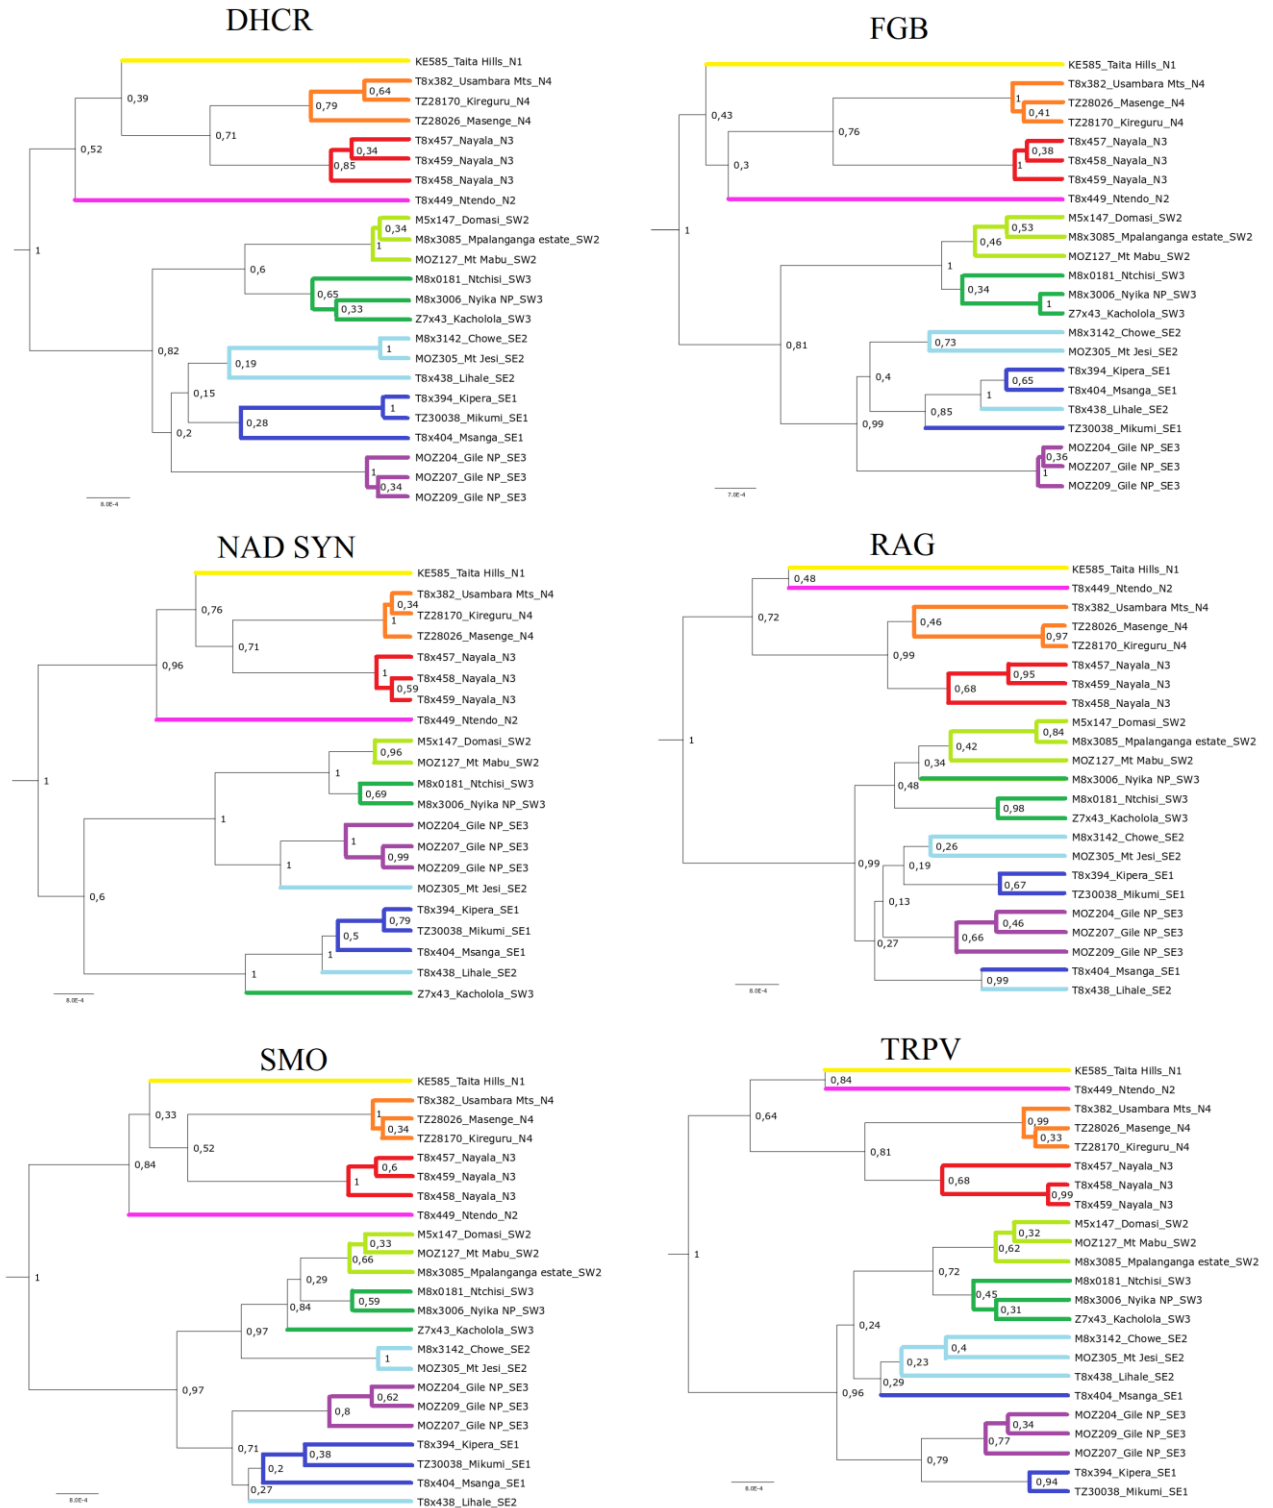 DHCR
KE585_Taita Hills_N1
T8x382_Usambara Mts_N4
0,64
0,39
TZ28170_Kireguru_N4
0,79
TZ28026_Masenge_N4
0,71
T8x457_Nayala_N3
0,34
0,52
T8x459_Nayala_N3
0,85
T8x458_Nayala_N3
T8x449_Ntendo_N2
M5x147_Domasi_SW2
0,34
M8x3085_Mpalanganga estate_SW2
1
1
MOZ127_Mt Mabu_SW2
0,6
M8x0181_Ntchisi_SW3
0,65
M8x3006_Nyika NP_SW3
0,33
Z7x43_Kacholola_SW3
M8x3142_Chowe_SE2
1
0,82
MOZ305_Mt Jesi_SE2
0,19
T8x438_Lihale_SE2
0,15
T8x394_Kipera_SE1
1
TZ30038_Mikumi_SE1
0,28
0,2
T8x404_Msanga_SE1
MOZ204_Gile NP_SE3
1
MOZ207_Gile NP_SE3
0,34
MOZ209_Gile NP_SE3
8.0E-4
FGB
KE585_Taita Hills_N1
T8x382_Usambara Mts_N4
1
TZ28026_Masenge_N4
0,43
0,41
TZ28170_Kireguru_N4
0,76
T8x457_Nayala_N3
0,38
T8x458_Nayala_N3
0,3
1
T8x459_Nayala_N3
T8x449_Ntendo_N2
M5x147_Domasi_SW2
0,53
1
M8x3085_Mpalanganga estate_SW2
0,46
MOZ127_Mt Mabu_SW2
1
M8x0181_Ntchisi_SW3
0,34
M8x3006_Nyika NP_SW3
1
Z7x43_Kacholola_SW3
M8x3142_Chowe_SE2
0,73
0,81
MOZ305_Mt Jesi_SE2
T8x394_Kipera_SE1
0,4
0,65
T8x404_Msanga_SE1
1
T8x438_Lihale_SE2
0,85
0,99
TZ30038_Mikumi_SE1
MOZ204_Gile NP_SE3
0,36
MOZ207_Gile NP_SE3
1
MOZ209_Gile NP_SE3
7.0E-4
NAD SYN
KE585_Taita Hills_N1
T8x382_Usambara Mts_N4
0,34
0,76
TZ28170_Kireguru_N4
1
TZ28026_Masenge_N4
0,71
T8x457_Nayala_N3
0,96
1
T8x458_Nayala_N3
0,59
T8x459_Nayala_N3
T8x449_Ntendo_N2
M5x147_Domasi_SW2
0,96
MOZ127_Mt Mabu_SW2
1
1
M8x0181_Ntchisi_SW3
0,69
M8x3006_Nyika NP_SW3
1
MOZ204_Gile NP_SE3
1
MOZ207_Gile NP_SE3
0,99
1
MOZ209_Gile NP_SE3
MOZ305_Mt Jesi_SE2
0,6
T8x394_Kipera_SE1
0,79
TZ30038_Mikumi_SE1
0,5
T8x404_Msanga_SE1
1
T8x438_Lihale_SE2
1
Z7x43_Kacholola_SW3
8.0E-4
RAG
KE585_Taita Hills_N1
0,48
T8x449_Ntendo_N2
T8x382_Usambara Mts_N4
0,72
0,46
TZ28026_Masenge_N4
0,97
TZ28170_Kireguru_N4
0,99
T8x457_Nayala_N3
0,95
T8x459_Nayala_N3
0,68
T8x458_Nayala_N3
M5x147_Domasi_SW2
0,84
1
M8x3085_Mpalanganga estate_SW2
0,42
0,34
MOZ127_Mt Mabu_SW2
M8x3006_Nyika NP_SW3
0,48
M8x0181_Ntchisi_SW3
0,98
Z7x43_Kacholola_SW3
M8x3142_Chowe_SE2
0,26
MOZ305_Mt Jesi_SE2
0,99
0,19
T8x394_Kipera_SE1
0,67
TZ30038_Mikumi_SE1
0,13
MOZ204_Gile NP_SE3
0,46
MOZ207_Gile NP_SE3
0,66
0,27
MOZ209_Gile NP_SE3
T8x404_Msanga_SE1
0,99
T8x438_Lihale_SE2
8.0E-4
SMO
KE585_Taita Hills_N1
T8x382_Usambara Mts_N4
1
0,33
TZ28026_Masenge_N4
0,34
TZ28170_Kireguru_N4
0,52
T8x457_Nayala_N3
0,84
0,6
T8x459_Nayala_N3
1
T8x458_Nayala_N3
T8x449_Ntendo_N2
M5x147_Domasi_SW2
0,33
MOZ127_Mt Mabu_SW2
0,66
M8x3085_Mpalanganga estate_SW2
1
0,29
M8x0181_Ntchisi_SW3
0,59
0,84
M8x3006_Nyika NP_SW3
Z7x43_Kacholola_SW3
0,97
M8x3142_Chowe_SE2
1
MOZ305_Mt Jesi_SE2
0,97
MOZ204_Gile NP_SE3
0,62
MOZ209_Gile NP_SE3
0,8
MOZ207_Gile NP_SE3
T8x394_Kipera_SE1
0,71
0,38
TZ30038_Mikumi_SE1
0,2
T8x404_Msanga_SE1
0,27
T8x438_Lihale_SE2
8.0E-4
TRPV
KE585_Taita Hills_N1
0,84
T8x449_Ntendo_N2
T8x382_Usambara Mts_N4
0,64
0,99
TZ28026_Masenge_N4
0,33
TZ28170_Kireguru_N4
0,81
T8x457_Nayala_N3
0,68
T8x458_Nayala_N3
0,99
T8x459_Nayala_N3
M5x147_Domasi_SW2
0,32
MOZ127_Mt Mabu_SW2
0,62
1
M8x3085_Mpalanganga estate_SW2
0,72
M8x0181_Ntchisi_SW3
0,45
M8x3006_Nyika NP_SW3
0,31
Z7x43_Kacholola_SW3
0,24
M8x3142_Chowe_SE2
0,4
MOZ305_Mt Jesi_SE2
0,23
T8x438_Lihale_SE2
0,29
0,96
T8x404_Msanga_SE1
MOZ204_Gile NP_SE3
0,34
MOZ209_Gile NP_SE3
0,77
MOZ207_Gile NP_SE3
0,79
T8x394_Kipera_SE1
0,94
TZ30038_Mikumi_SE1
8.0E-4